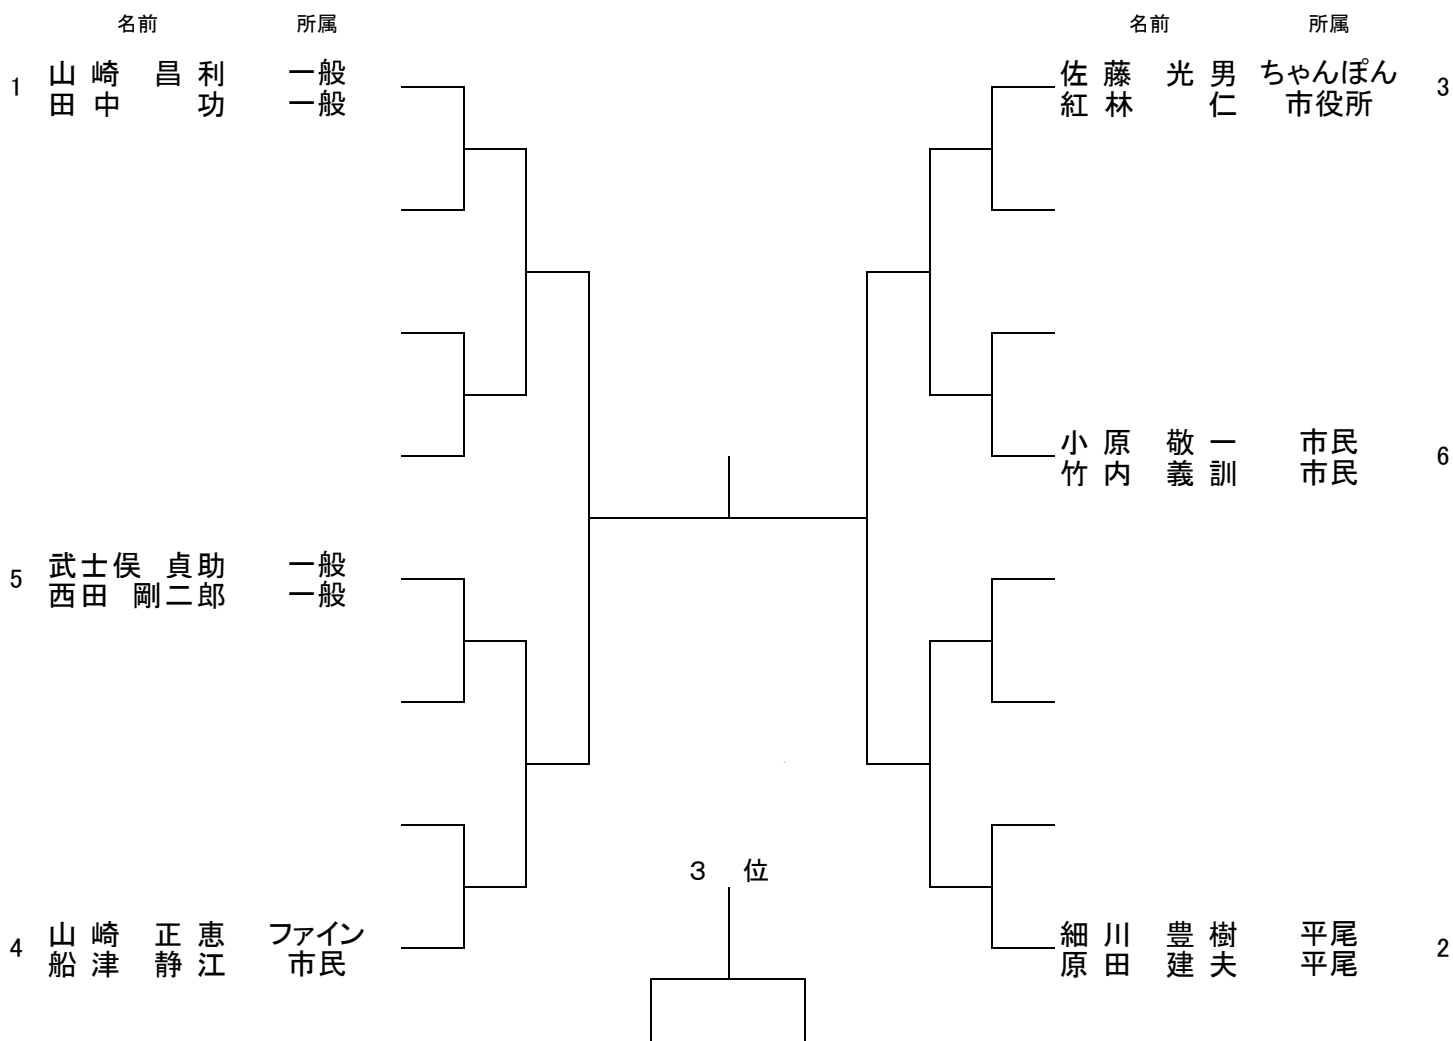 名前 所属
1 山崎 昌利 一般
田中 功 一般
5 武士俣 貞助 一般
西田 剛二郎 一般
4 山崎 正恵 ファイン
船津 静江 市民
名前 所属
佐藤 光男 ちゃんぽん 3
紅林 仁 市役所
小原 敬一 市民 6
竹内 義訓 市民
細川 豊樹 平尾 2
原田 建夫 平尾
3 位